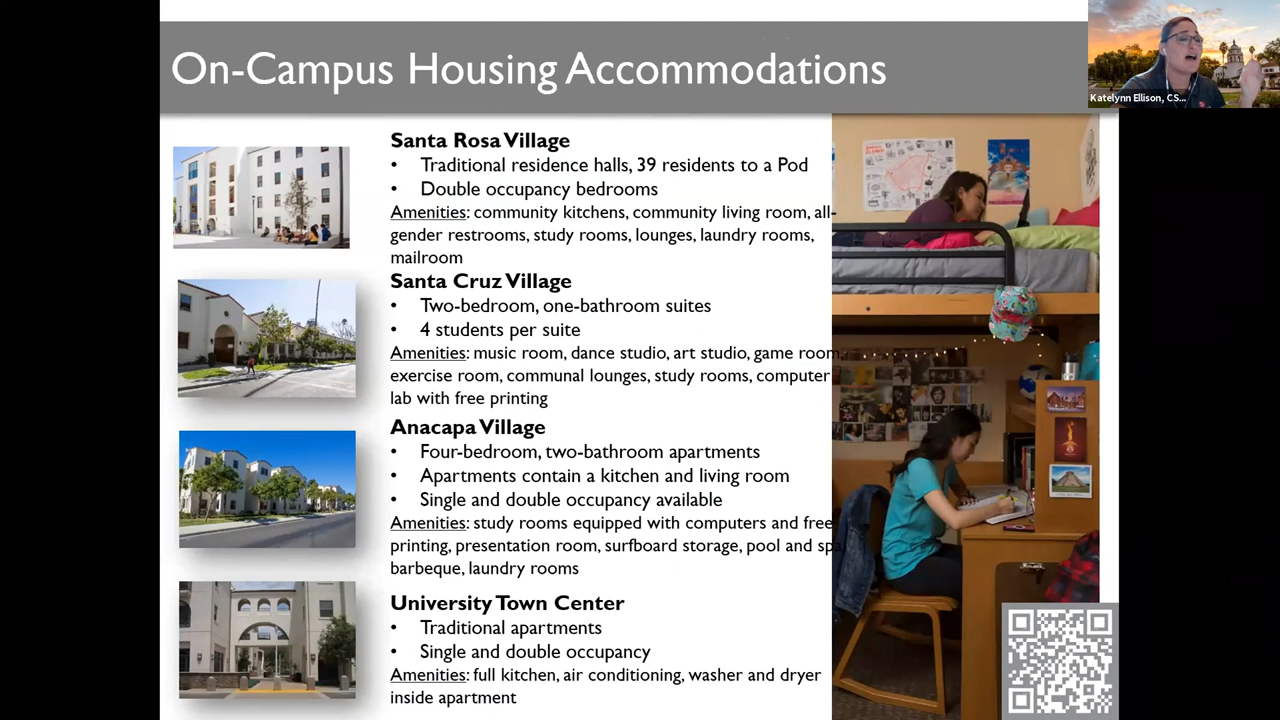 On-Campus Housing Accommodations
Katelynn Ellison, CS...
Santa Rosa Village
• Traditional residence halls, 39 residents to a Pod
• Double occupancy bedrooms
Amenities: community kitchens, community living room, all-
gender restrooms, study rooms, lounges, laundry rooms,
mailroom
Santa Cruz Village
• Two-bedroom, one-bathroom suites
• 4 students per suite
Amenities: music room, dance studio, art studio, game room,
exercise room, communal lounges, study rooms, computer
lab with free printing
Anacapa Village
• Four-bedroom, two-bathroom apartments
• Apartments contain a kitchen and living room
• Single and double occupancy available
Amenities: study rooms equipped with computers and free
printing, presentation room, surfboard storage, pool and spa
barbeque, laundry rooms
University Town Center
• Traditional apartments
• Single and double occupancy
Amenities: full kitchen, air conditioning, washer and dryer
inside apartment